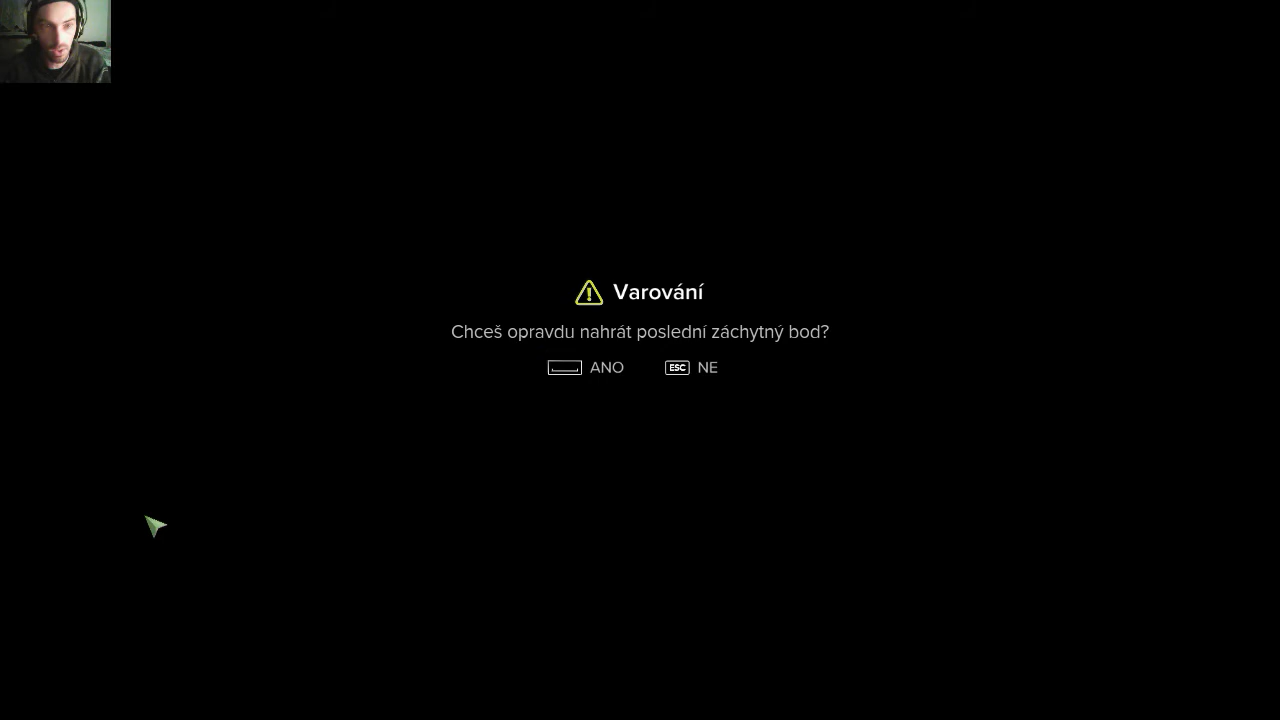 Varování
Chceš opravdu nahrát poslední záchytný bod?
ANO ESC NE